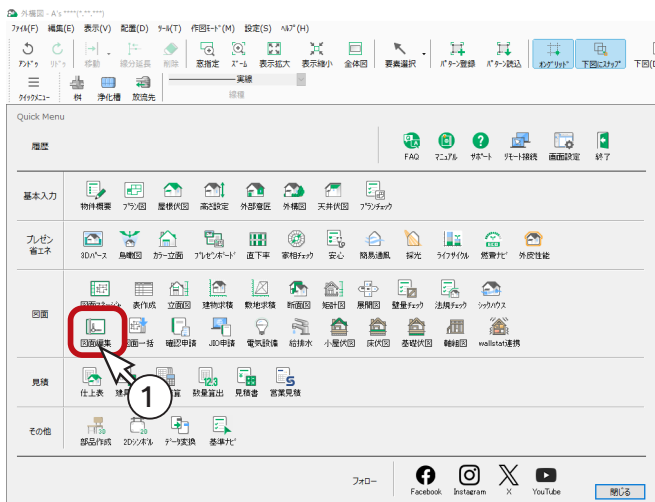 外構図 - A's ****(*.**,***)
ファイル(F) 編集(E) 表示(V) 配置(D) ツール(T) 作図モード(M) 設定(S) ヘルプ(H)
アンドゥ リドゥ 移動 線分延長 削除 窓指定 ズーム 表示拡大 表示縮小 全体図 要素選択 パターン登録 パターン読込 オングリッド 下図にスナップ
クイックメニュー 桝 浄化槽 放流先 実線
線種
Quick Menu
履歴 FAQ マニュアル サポート リモート接続 画面設定 終了
基本入力 物件概要 プラン図 屋根伏図 高さ設定 外部意匠 外構図 天井伏図 プランチェック
プレゼン
省エネ 3Dパース 鳥瞰図 カラー立面 プレゼンボード 直下率 家相チェック 安心 簡易通風 採光 ライフサイクル 燃費ナビ 外皮性能
図面 表作成 立面図 建物求積 敷地求積 断面図 矩計図 展開図 壁量チェック 法規チェック シックハウス
図面編集 図面一括 確認申請 JIO申請 電気設備 給排水 小屋伏図 床伏図 基礎伏図 軸組図 wallstat連携
見積 仕上表 数量算出 見積書 営業見積
1
その他 部品作成 2Dシンボル データ変換 基準ナビ
フォロー Facebook Instagram X YouTube
閉じる